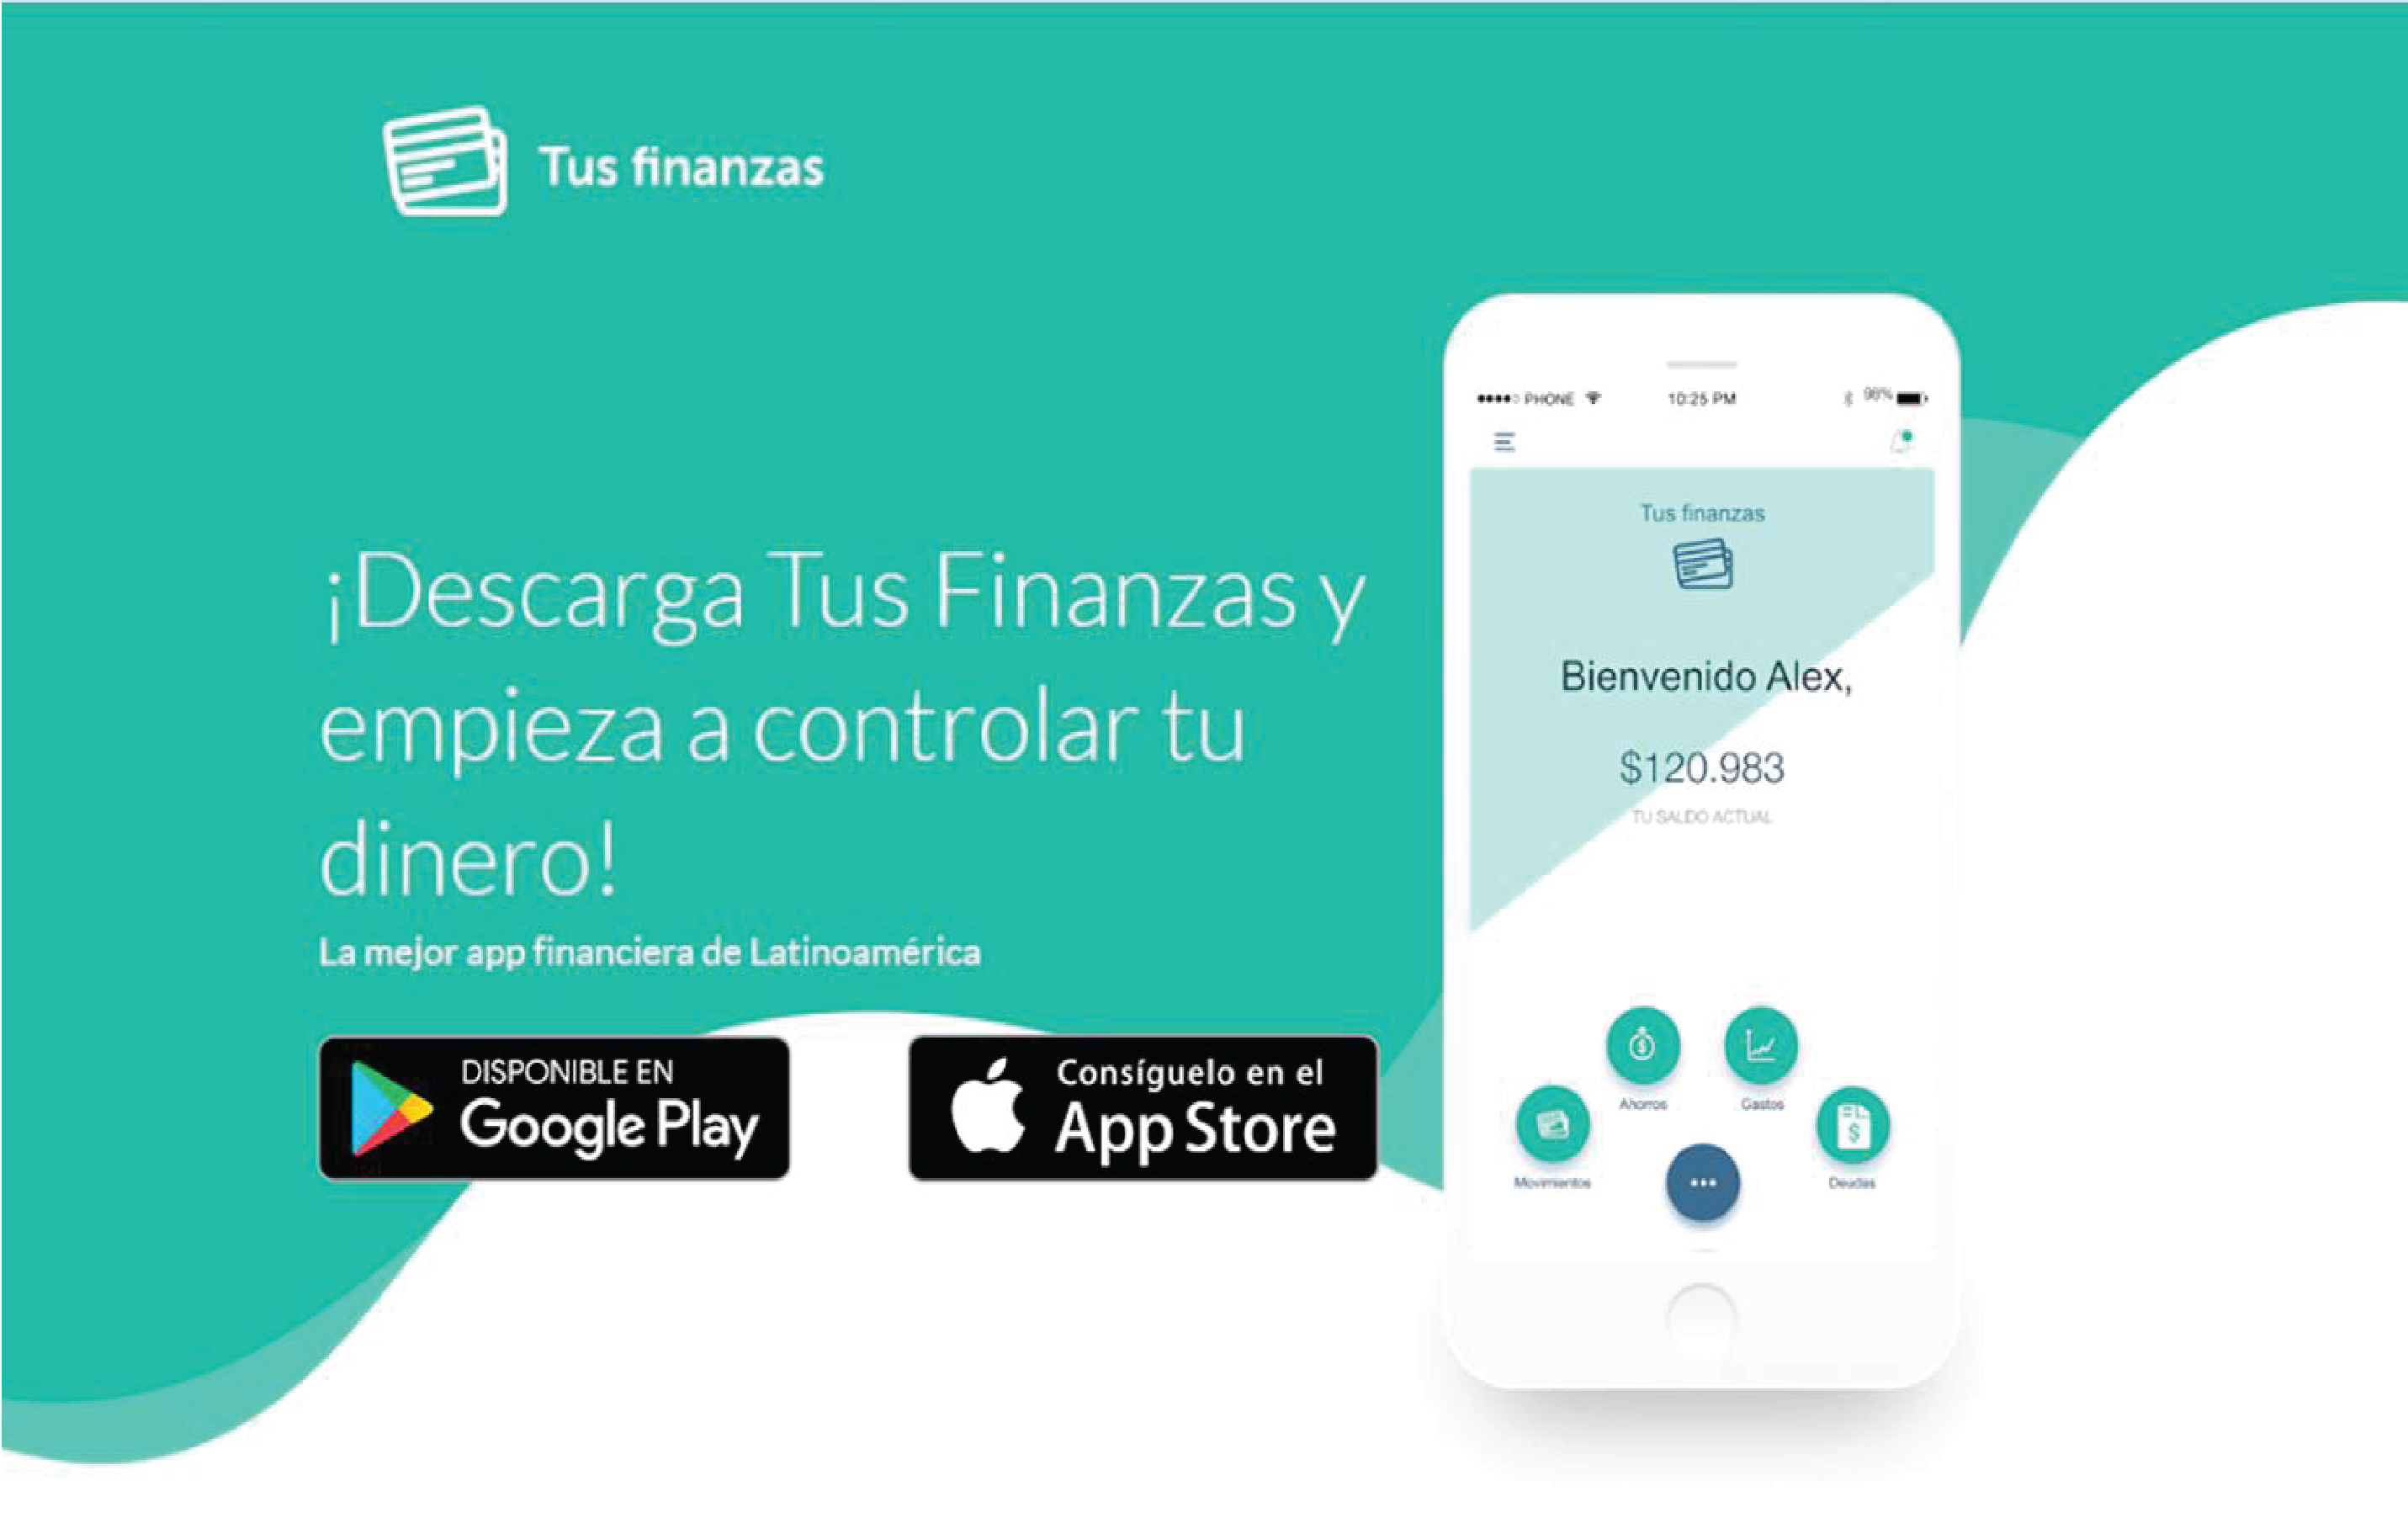 Tus finanzas
¡Descarga Tus Finanzas y
empieza a controlar tu
dinero!
La mejor app financiera de Latinoamérica
DISPONIBLE EN
Google Play
Consíguelo en el
App Store
PHONE 10:25 PM 98%
Tus finanzas
Bienvenido Alex,
$120.983
TU SALDO ACTUAL
Ahorros Gastos
Movimientos Deudas